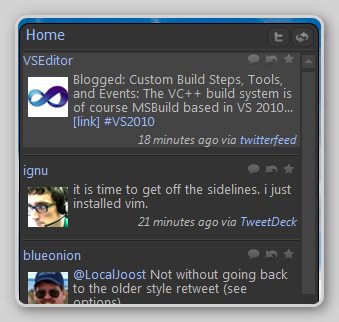 Home
VSEditor
Blogged: Custom Build Steps, Tools,
and Events: The VC++ build system is
of course MSBuild based in VS 2010...
[link] #VS2010
18 minutes ago via twitterfeed
ignu
it is time to get off the sidelines. i just
installed vim.
21 minutes ago via TweetDeck
blueonion
@LocalJoost Not without going back
to the older style retweet (see
options)